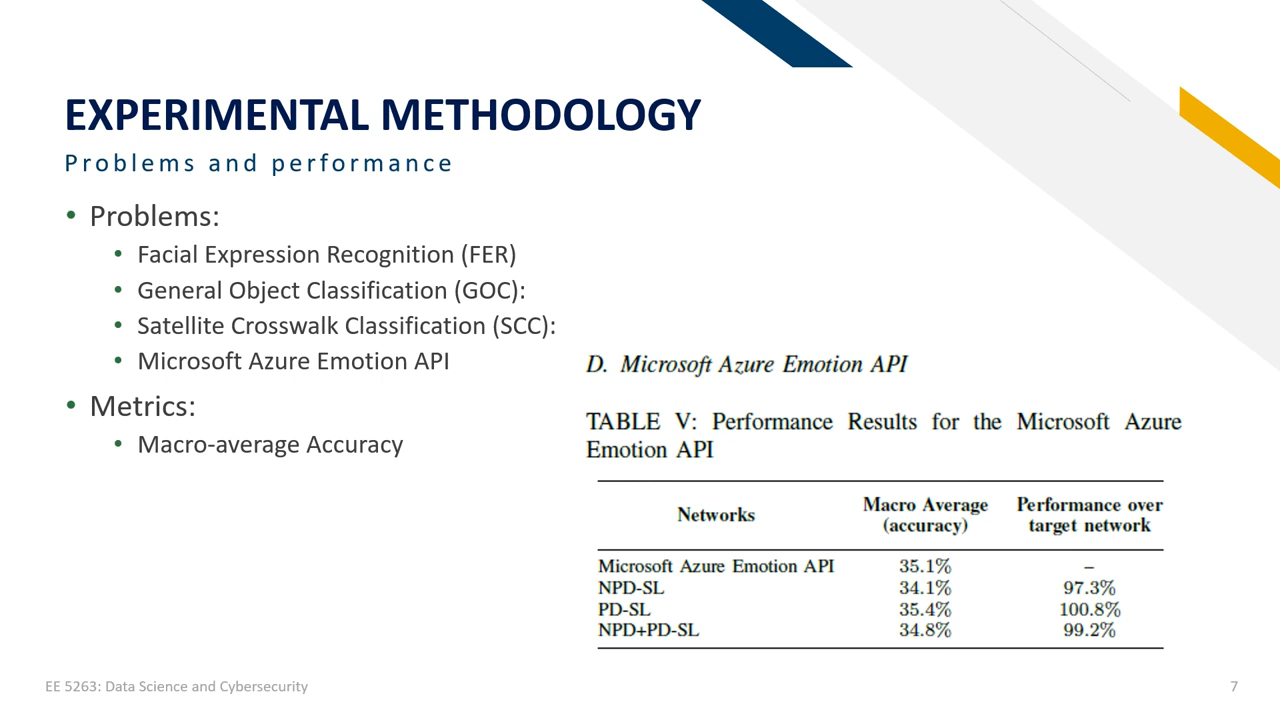 EXPERIMENTAL METHODOLOGY
Problems and performance
• Problems:
• Facial Expression Recognition (FER)
• General Object Classification (GOC):
• Satellite Crosswalk Classification (SCC):
• Microsoft Azure Emotion API
• Metrics:
• Macro-average Accuracy
D. Microsoft Azure Emotion API
TABLE V: Performance Results for the Microsoft Azure
Emotion API
Networks Macro Average (accuracy) Performance over target network
Microsoft Azure Emotion API 35.1% –
NPD-SL 34.1% 97.3%
PD-SL 35.4% 100.8%
NPD+PD-SL 34.8% 99.2%
EE 5263: Data Science and Cybersecurity 7